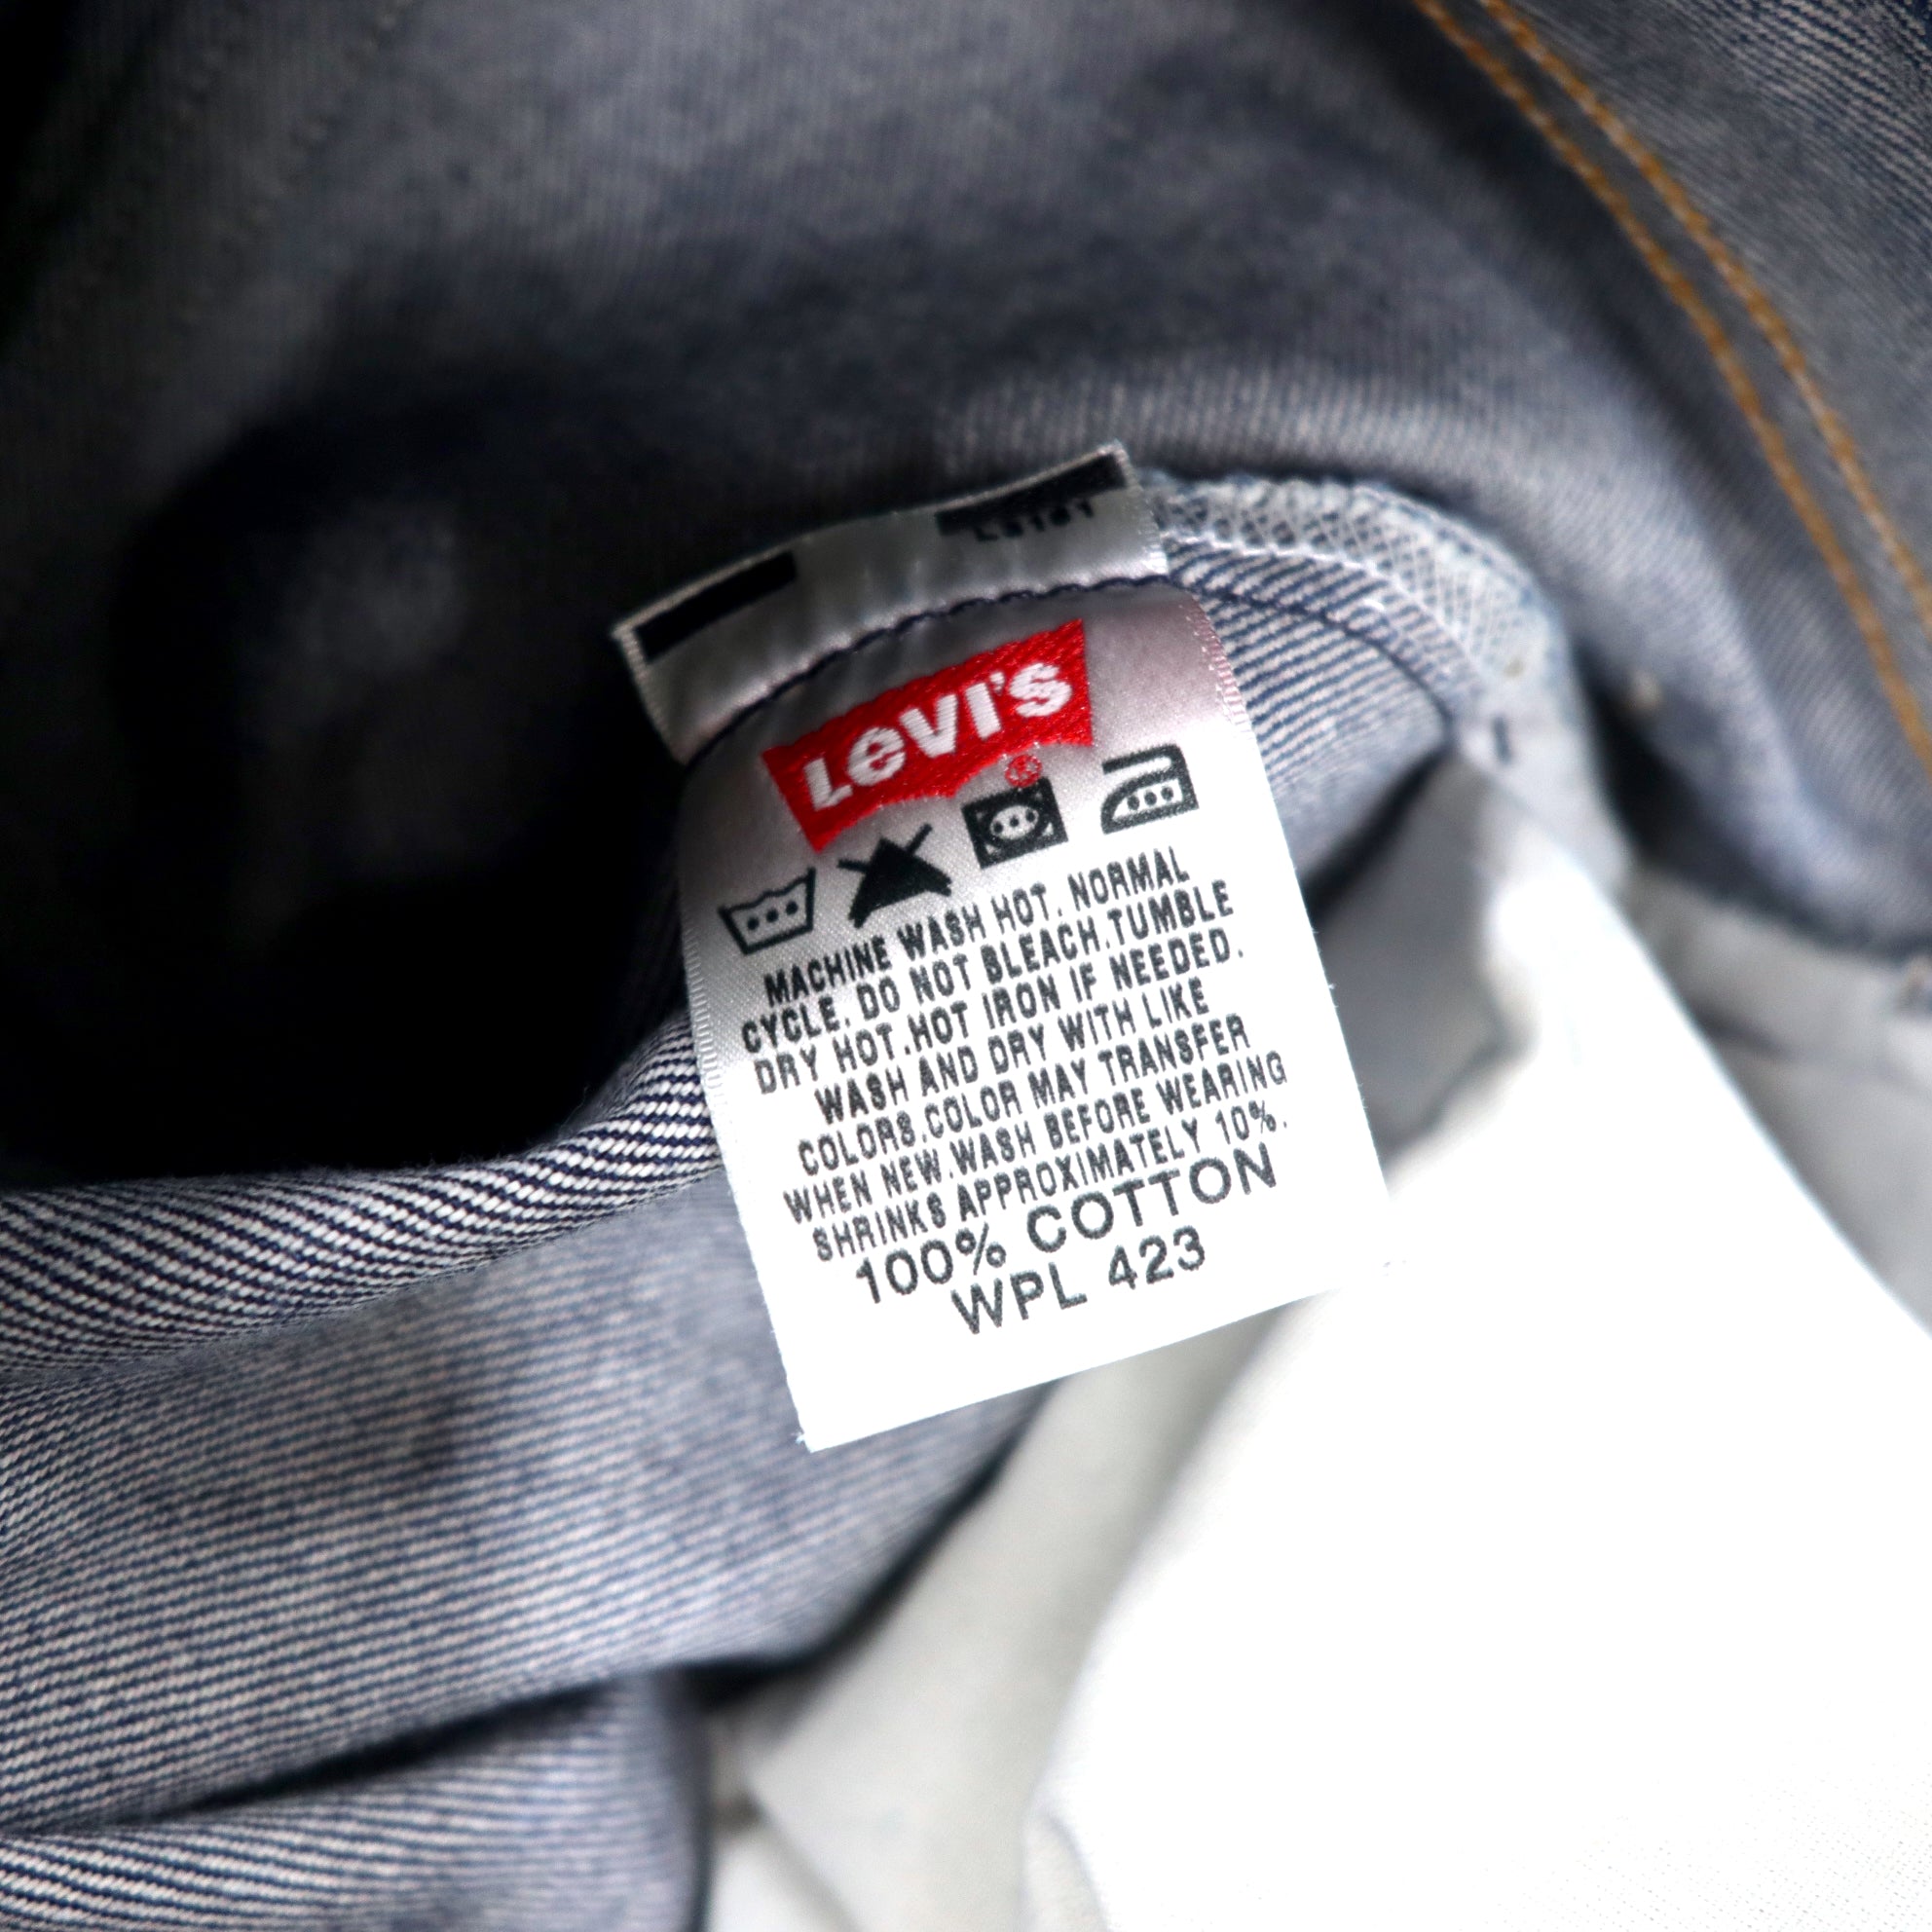 Levi's
®
MACHINE WASH HOT. NORMAL
CYCLE. DO NOT BLEACH.TUMBLE
DRY HOT.HOT IRON IF NEEDED.
WASH AND DRY WITH LIKE
COLORS.COLOR MAY TRANSFER
WHEN NEW.WASH BEFORE WEARING
SHRINKS APPROXIMATELY 10%.
100% COTTON
WPL 423